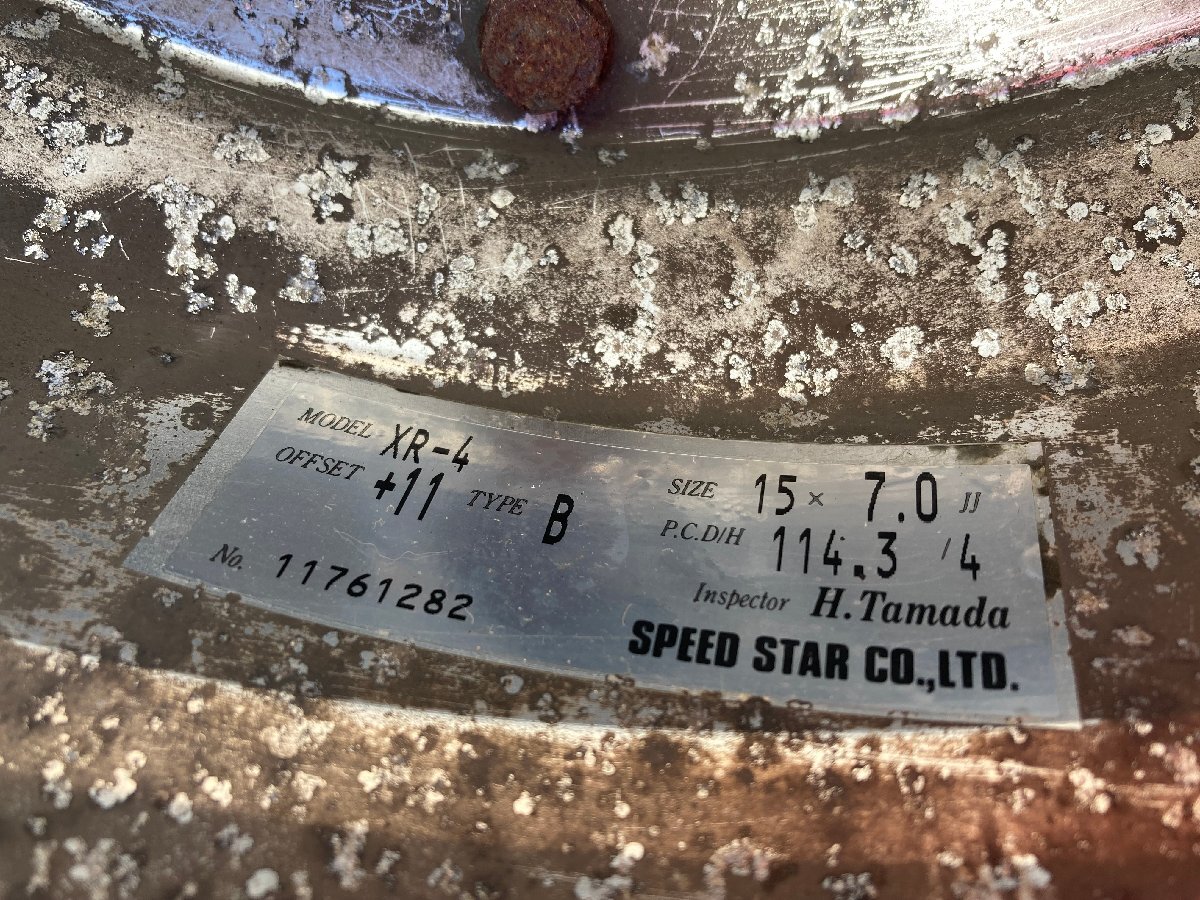 MODEL XR-4
OFFSET +11 TYPE B
No. 11761282
SIZE 15 × 7.0 JJ
P.C.D/H 114.3 / 4
Inspector H.Tamada
SPEED STAR CO.,LTD.